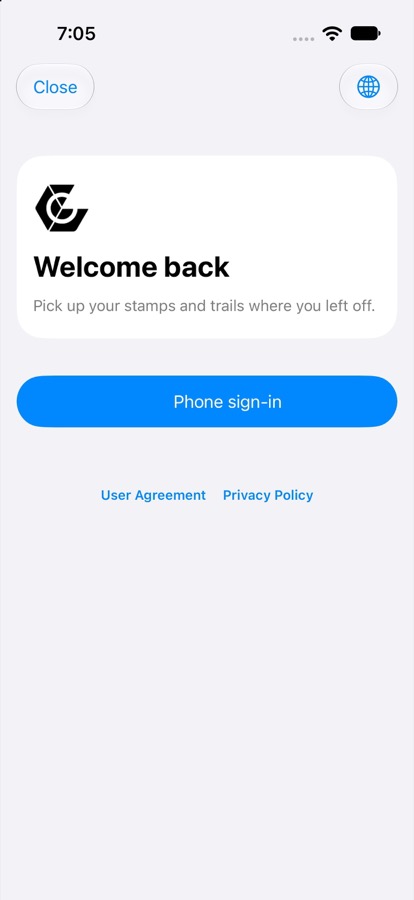 7:05
Close
Welcome back
Pick up your stamps and trails where you left off.
Phone sign-in
User Agreement Privacy Policy